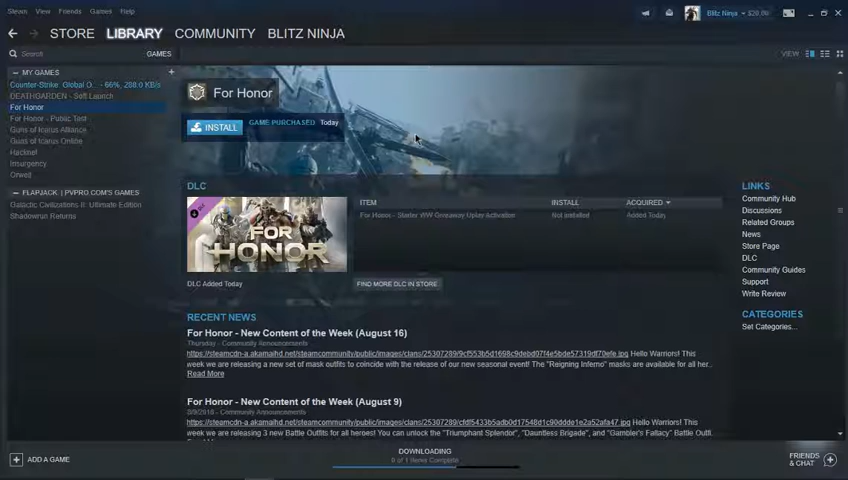 Steam View Friends Games Help
Blitz Ninja $20.00
STORE LIBRARY COMMUNITY BLITZ NINJA
Search GAMES
VIEW
MY GAMES
Counter-Strike: Global O... - 66%, 288.0 KB/s
DEATHGARDEN - Soft Launch
For Honor
For Honor - Public Test
Guns of Icarus Alliance
Guns of Icarus Online
Hacknet
Insurgency
Orwell
FLAPJACK | PVPRO.COM'S GAMES
Galactic Civilizations II: Ultimate Edition
Shadowrun Returns
For Honor
INSTALL
GAME PURCHASED Today
DLC
FOR HONOR
DLC Added Today
ITEM INSTALL ACQUIRED
For Honor - Starter WW Giveaway Uplay Activation Not installed Added Today
FIND MORE DLC IN STORE
RECENT NEWS
For Honor - New Content of the Week (August 16)
Thursday - Community Announcements
Hello Warriors! This
week we are releasing a new set of mask outfits to coincide with the release of our new seasonal event! The "Reigning Inferno" masks are available for all her...
Read More
For Honor - New Content of the Week (August 9)
8/9/2018 - Community Announcements
Hello Warriors! This
week we are releasing 3 new Battle Outfits for all heroes! You can unlock the "Triumphant Splendor", "Dauntless Brigade", and "Gambler's Fallacy" Battle Outfi...
LINKS
Community Hub
Discussions
Related Groups
News
Store Page
DLC
Community Guides
Support
Write Review
CATEGORIES
Set Categories...
ADD A GAME
DOWNLOADING
0 of 1 Items Complete
FRIENDS
& CHAT